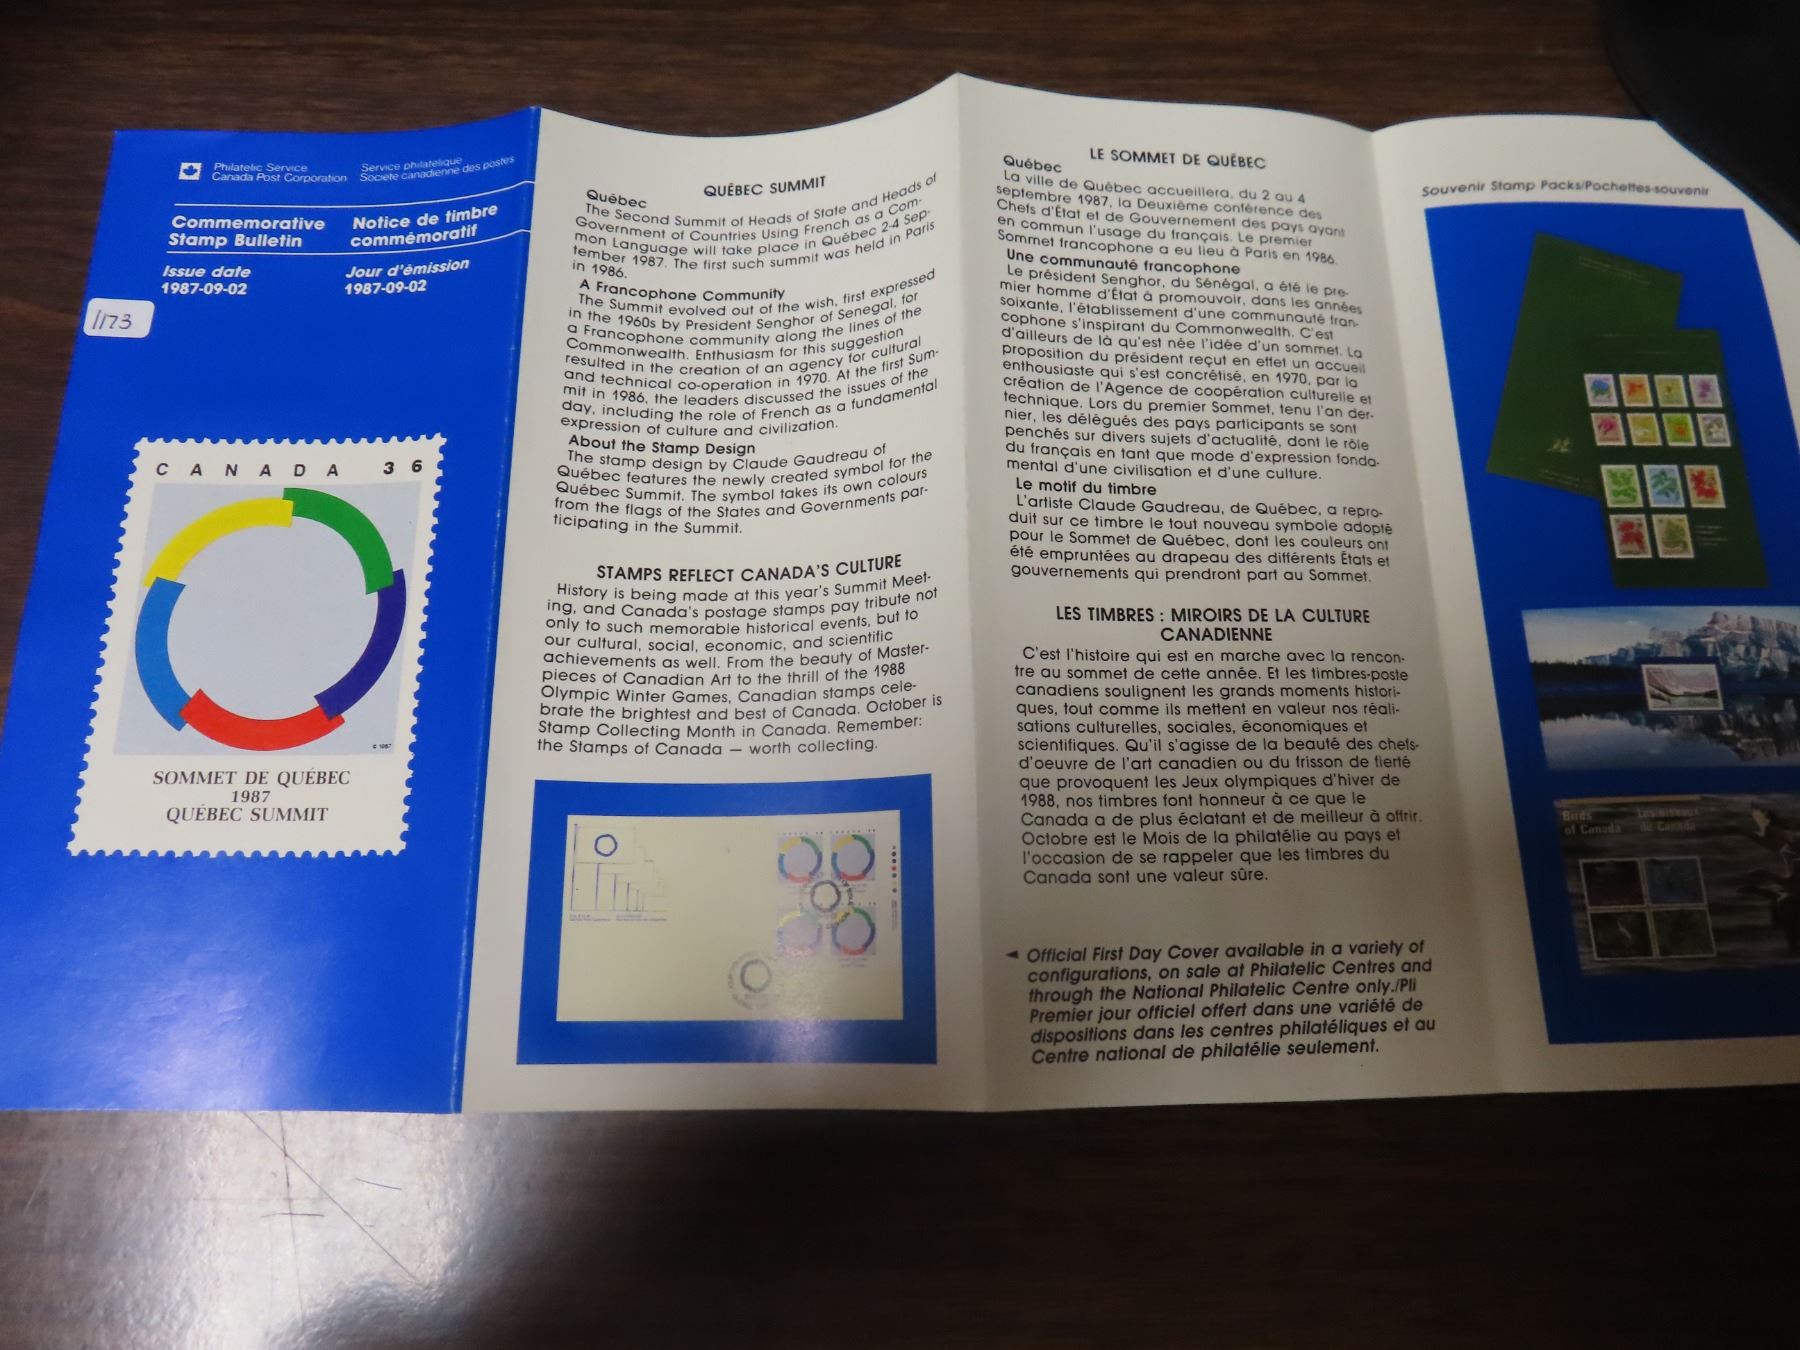 Philatelic Service
Canada Post Corporation
Service philatélique
Société canadienne des postes
Commemorative
Stamp Bulletin
Notice de timbre
commémoratif
Issue date
1987-09-02
Jour d'émission
1987-09-02
1173
CANADA 36
© 1987
SOMMET DE QUÉBEC
1987
QUÉBEC SUMMIT
QUÉBEC SUMMIT
Québec
The Second Summit of Heads of State and Heads of
Government of Countries Using French as a Com-
mon Language will take place in Québec 2-4 Sep-
tember 1987. The first such summit was held in Paris
in 1986.
A Francophone Community
The Summit evolved out of the wish, first expressed
in the 1960s by President Senghor of Senegal, for
a Francophone community along the lines of the
Commonwealth. Enthusiasm for this suggestion
resulted in the creation of an agency for cultural
and technical co-operation in 1970. At the first Sum-
mit in 1986, the leaders discussed the issues of the
day, including the role of French as a fundamental
expression of culture and civilization.
About the Stamp Design
The stamp design by Claude Gaudreau of
Québec features the newly created symbol for the
Québec Summit. The symbol takes its own colours
from the flags of the States and Governments par-
ticipating in the Summit.
STAMPS REFLECT CANADA'S CULTURE
History is being made at this year's Summit Meet-
ing, and Canada's postage stamps pay tribute not
only to such memorable historical events, but to
our cultural, social, economic, and scientific
achievements as well. From the beauty of Master-
pieces of Canadian Art to the thrill of the 1988
Olympic Winter Games, Canadian stamps cele-
brate the brightest and best of Canada. October is
Stamp Collecting Month in Canada. Remember:
the Stamps of Canada — worth collecting.
LE SOMMET DE QUÉBEC
Québec
La ville de Québec accueillera, du 2 au 4
septembre 1987, la Deuxième conférence des
Chefs d'État et de Gouvernement des pays ayant
en commun l'usage du français. Le premier
Sommet francophone a eu lieu à Paris en 1986.
Une communauté francophone
Le président Senghor, du Sénégal, a été le pre-
mier homme d'État à promouvoir, dans les années
soixante, l'établissement d'une communauté fran-
cophone s'inspirant du Commonwealth. C'est
d'ailleurs de là qu'est née l'idée d'un sommet. La
proposition du président reçut en effet un accueil
enthousiaste qui s'est concrétisé, en 1970, par la
création de l'Agence de coopération culturelle et
technique. Lors du premier Sommet, tenu l'an der-
nier, les délégués des pays participants se sont
penchés sur divers sujets d'actualité, dont le rôle
du français en tant que mode d'expression fonda-
mental d'une civilisation et d'une culture.
Le motif du timbre
L'artiste Claude Gaudreau, de Québec, a repro-
duit sur ce timbre le tout nouveau symbole adopté
pour le Sommet de Québec, dont les couleurs ont
été empruntées au drapeau des différents États et
gouvernements qui prendront part au Sommet.
LES TIMBRES : MIROIRS DE LA CULTURE
CANADIENNE
C'est l'histoire qui est en marche avec la rencon-
tre au sommet de cette année. Et les timbres-poste
canadiens soulignent les grands moments histori-
ques, tout comme ils mettent en valeur nos réali-
sations culturelles, sociales, économiques et
scientifiques. Qu'il s'agisse de la beauté des chefs-
d'oeuvre de l'art canadien ou du frisson de fierté
que provoquent les Jeux olympiques d'hiver de
1988, nos timbres font honneur à ce que le
Canada a de plus éclatant et de meilleur à offrir.
Octobre est le Mois de la philatélie au pays et
l'occasion de se rappeler que les timbres du
Canada sont une valeur sûre.
◄ Official First Day Cover available in a variety of
configurations, on sale at Philatelic Centres and
through the National Philatelic Centre only./Pli
Premier jour officiel offert dans une variété de
dispositions dans les centres philatéliques et au
Centre national de philatélie seulement.
Souvenir Stamp Packs/Pochettes-souvenir
Birds
of Canada
Les oiseaux
du Canada